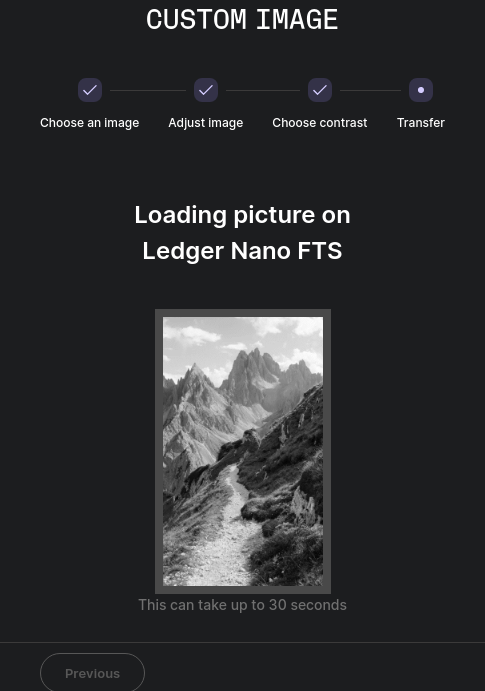 CUSTOM IMAGE
Choose an image
Adjust image
Choose contrast
Transfer
Loading picture on
Ledger Nano FTS
This can take up to 30 seconds
Previous